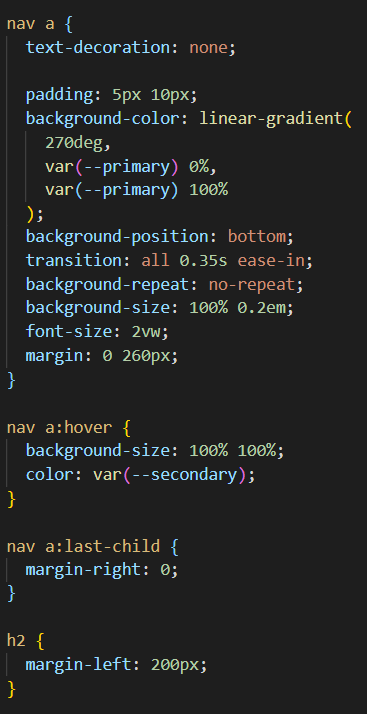 nav a {
  text-decoration: none;

  padding: 5px 10px;
  background-color: linear-gradient(
    270deg,
    var(--primary) 0%,
    var(--primary) 100%
  );
  background-position: bottom;
  transition: all 0.35s ease-in;
  background-repeat: no-repeat;
  background-size: 100% 0.2em;
  font-size: 2vw;
  margin: 0 260px;
}

nav a:hover {
  background-size: 100% 100%;
  color: var(--secondary);
}

nav a:last-child {
  margin-right: 0;
}

h2 {
  margin-left: 200px;
}